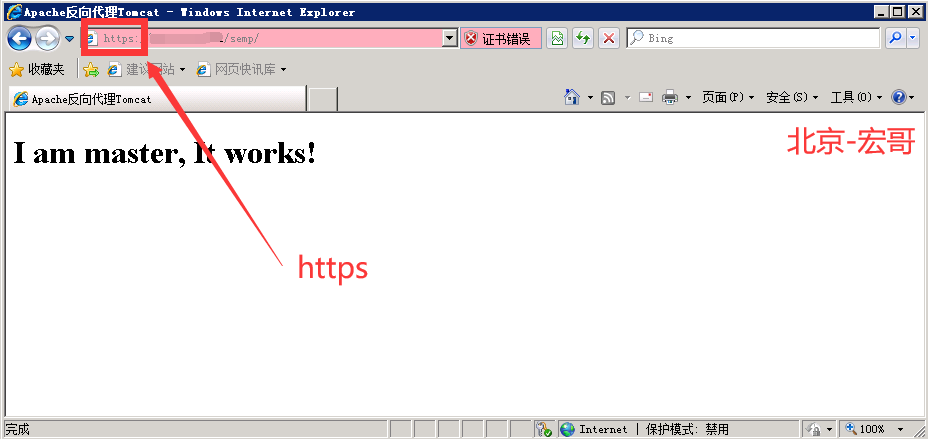 Apache反向代理Tomcat - Windows Internet Explorer
https: /semp/
证书错误
Bing
收藏夹
建议网站
网页快讯库
Apache反向代理Tomcat
页面(P)
安全(S)
工具(O)
I am master, It works!
北京-宏哥
https
完成
Internet | 保护模式: 禁用
100%